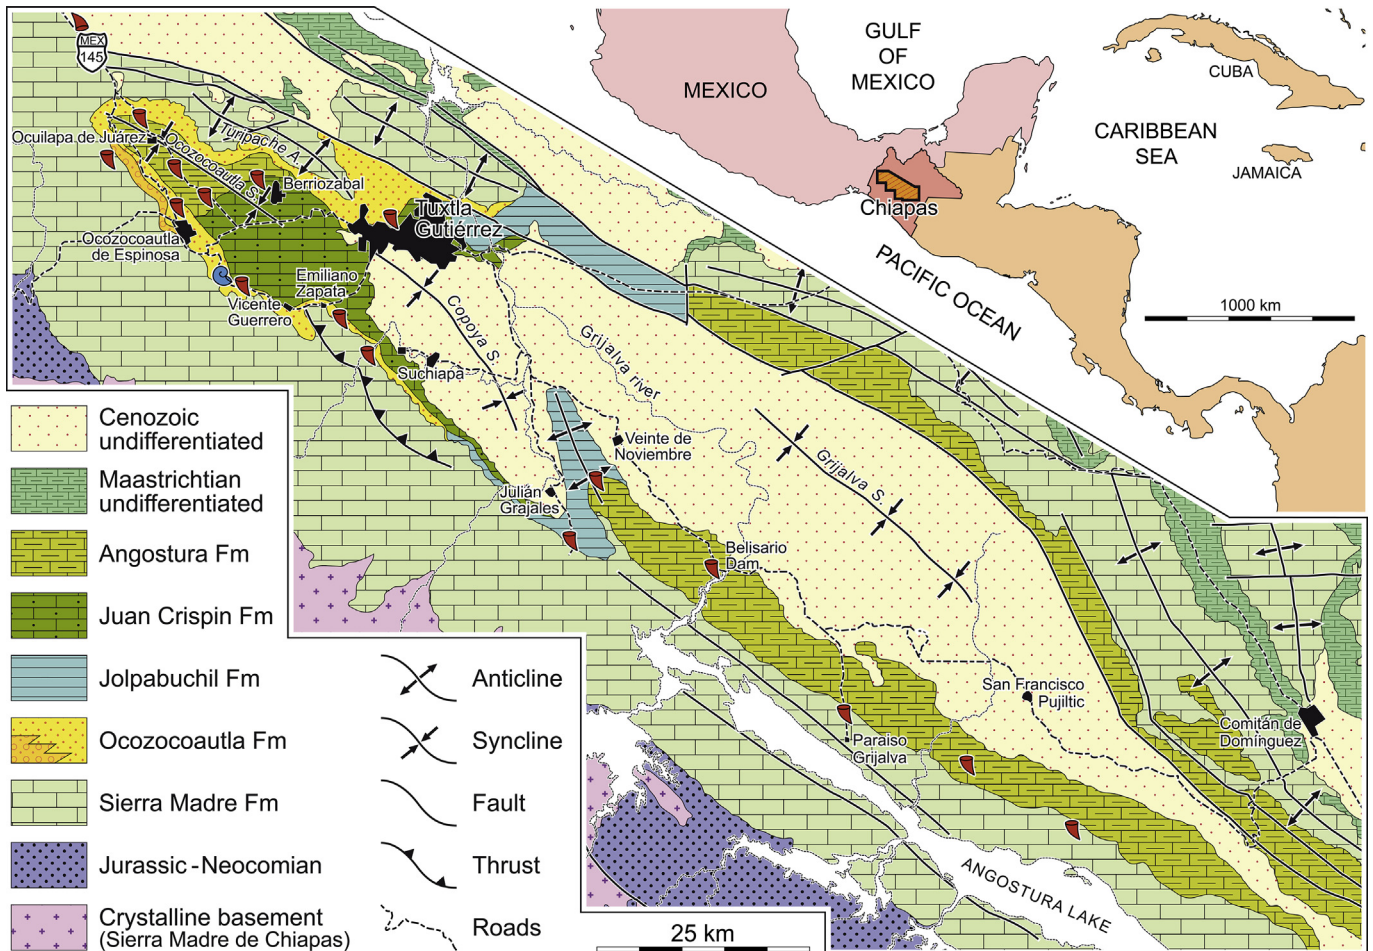 MEX
145
Ocuilapa de Juárez
Turipache A.
Ocozocoautla S.
Berriozabal
Tuxtla
Gutiérrez
Ocozocoautla
de Espinosa
Emiliano
Zapata
Vicente
Guerrero
Copoya S.
Suchiapa
Grijalva river
Veinte de
Noviembre
Julián
Grajales
Grijalva S.
Belisario
Dam
San Francisco
Pujiltic
Paraiso
Grijalva
Comitán de
Domínguez
ANGOSTURA LAKE
MEXICO
GULF
OF
MEXICO
CUBA
CARIBBEAN
SEA
JAMAICA
Chiapas
PACIFIC OCEAN
1000 km
Cenozoic
undifferentiated
Maastrichtian
undifferentiated
Angostura Fm
Juan Crispin Fm
Jolpabuchil Fm
Ocozocoautla Fm
Sierra Madre Fm
Jurassic-Neocomian
Crystalline basement
(Sierra Madre de Chiapas)
Anticline
Syncline
Fault
Thrust
Roads
25 km